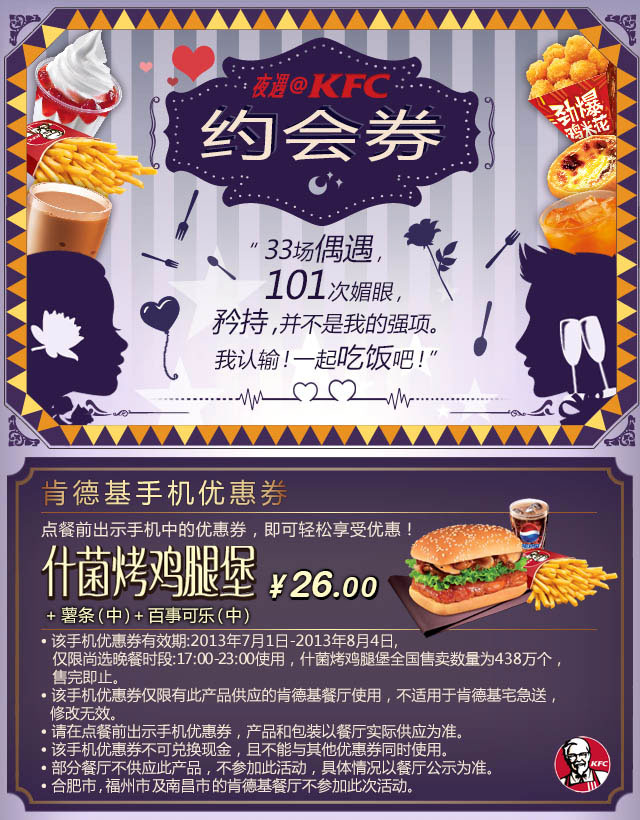 夜遇@KFC
约会券
劲爆
鸡米花
KFC
“ 33场偶遇，
101次媚眼，
矜持，并不是我的强项。
我认输！一起吃饭吧！”
肯德基手机优惠券
点餐前出示手机中的优惠券，即可轻松享受优惠！
什菌烤鸡腿堡 ¥26.00
+ 薯条(中) + 百事可乐(中)
• 该手机优惠券有效期:2013年7月1日-2013年8月4日,
仅限尚选晚餐时段:17:00-23:00使用，什菌烤鸡腿堡全国售卖数量为438万个，
售完即止。
• 该手机优惠券仅限有此产品供应的肯德基餐厅使用，不适用于肯德基宅急送，
修改无效。
• 请在点餐前出示手机优惠券，产品和包装以餐厅实际供应为准。
• 该手机优惠券不可兑换现金，且不能与其他优惠券同时使用。
• 部分餐厅不供应此产品，不参加此活动，具体情况以餐厅公示为准。
• 合肥市，福州市及南昌市的肯德基餐厅不参加此次活动。
KFC